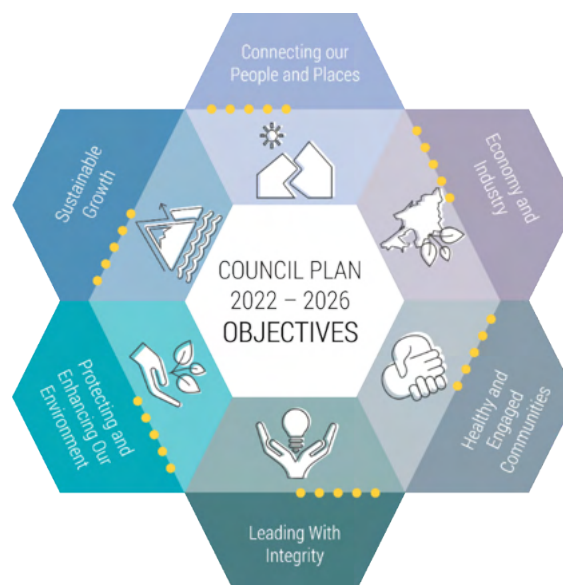 Connecting our
People and Places
Economy and
Industry
Healthy and
Engaged
Communities
Leading With
Integrity
Protecting and
Enhancing Our
Environment
Sustainable
Growth
COUNCIL PLAN
2022 – 2026
OBJECTIVES